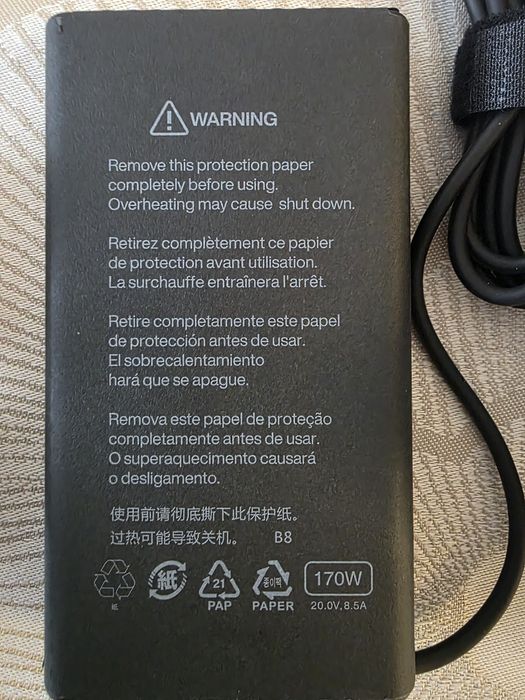 WARNING
Remove this protection paper
completely before using.
Overheating may cause shut down.
Retirez complètement ce papier
de protection avant utilisation.
La surchauffe entraînera l'arrêt.
Retire completamente este papel
de protección antes de usar.
El sobrecalentamiento
hará que se apague.
Remova este papel de proteção
completamente antes de usar.
O superaquecimento causará
o desligamento.
使用前请彻底撕下此保护纸。
过热可能导致关机。 B8
紙 21 종이팩 170W
纸 PAP PAPER 20.0V,8.5A